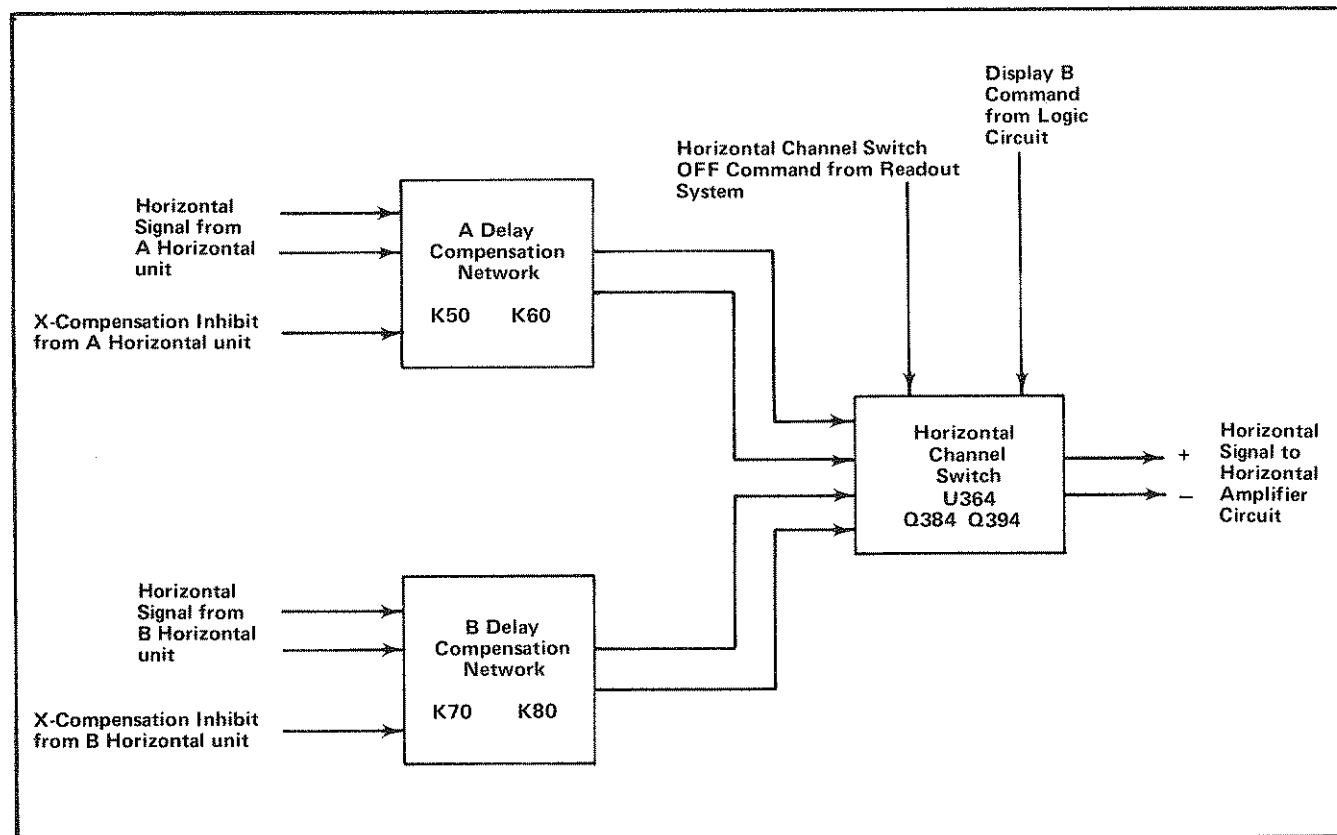 Display B
Command
from Logic
Circuit
Horizontal Channel Switch
OFF Command from Readout
System
Horizontal
Signal from
A Horizontal
unit
X-Compensation Inhibit
from A Horizontal unit
A Delay
Compensation
Network
K50 K60
Horizontal
Channel
Switch
U364
Q384 Q394
+
−
Horizontal
Signal to
Horizontal
Amplifier
Circuit
Horizontal
Signal from
B Horizontal
unit
X-Compensation Inhibit
from B Horizontal unit
B Delay
Compensation
Network
K70 K80